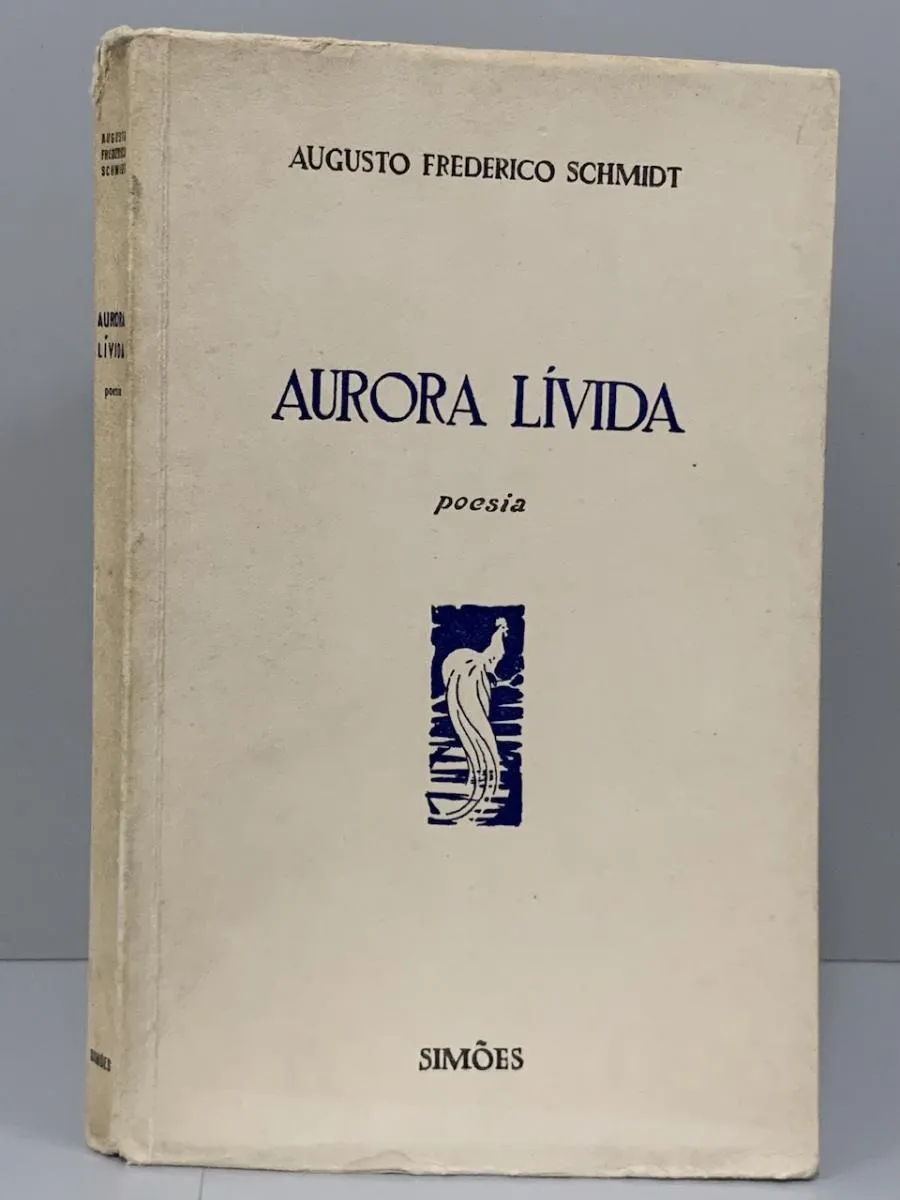 AUGUSTO
FREDERICO
SCHMIDT
AURORA
LÍVIDA
poesia
SIMÕES
AUGUSTO FREDERICO SCHMIDT
AURORA LÍVIDA
poesia
SIMÕES